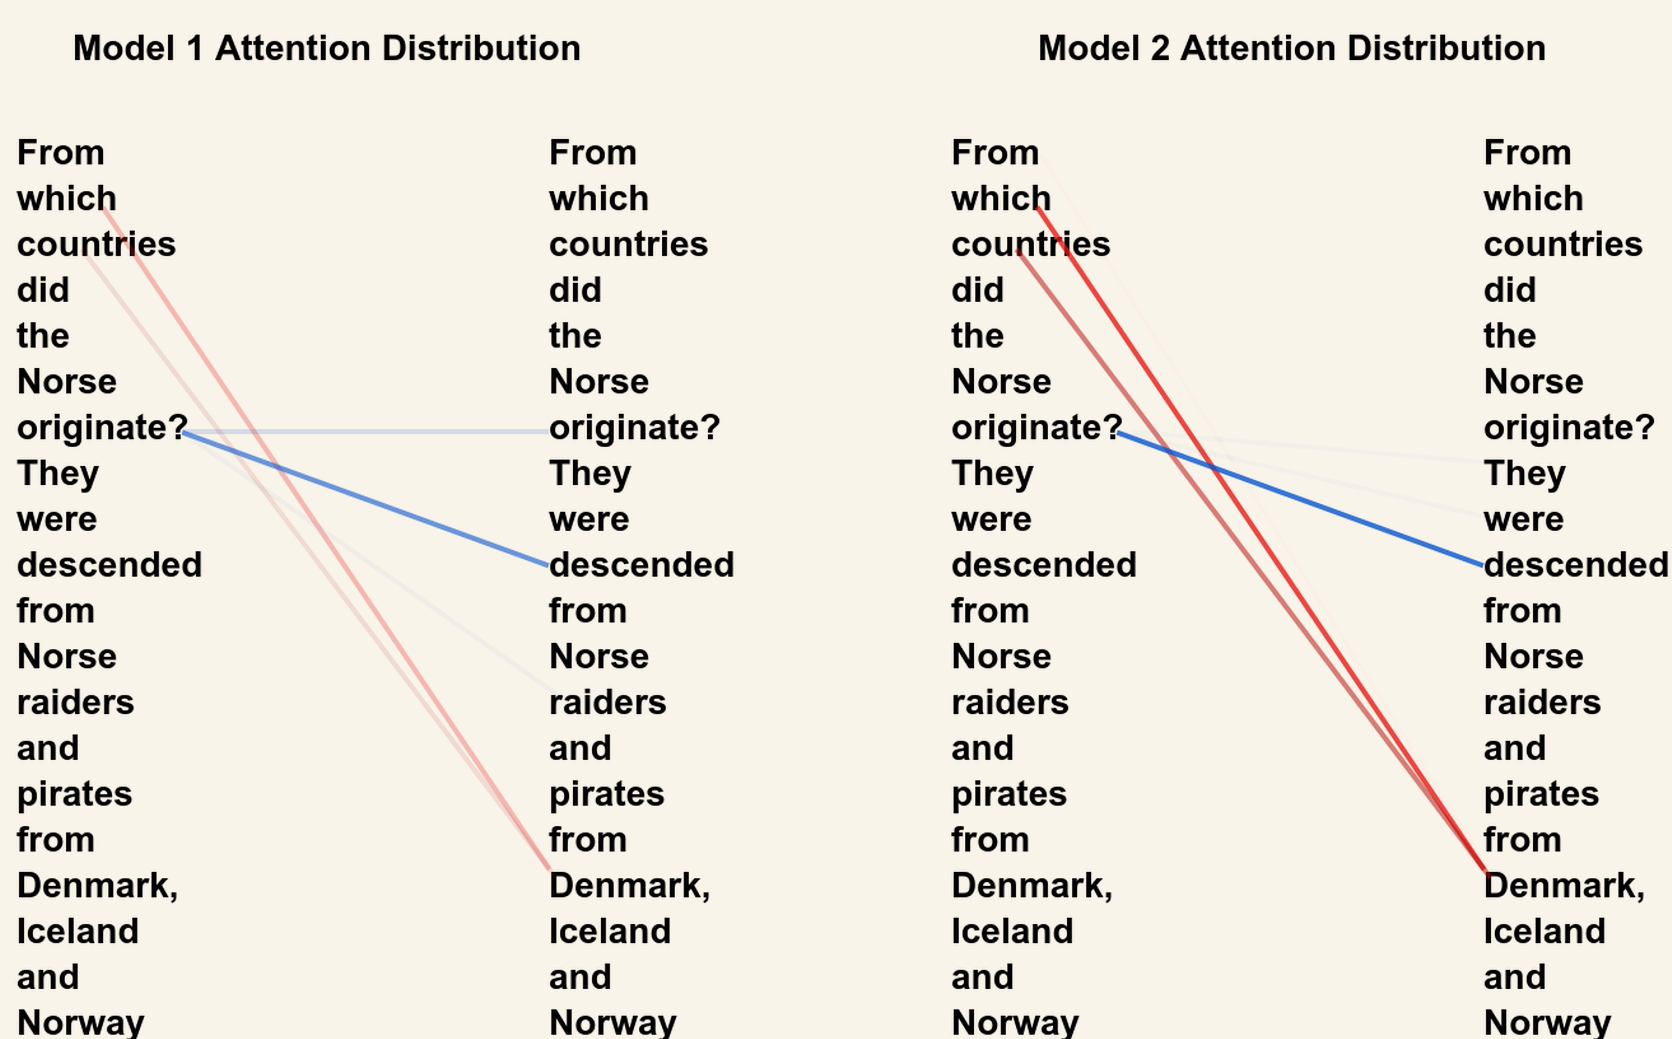 Model 1 Attention Distribution
From
which
countries
did
the
Norse
originate?
They
were
descended
from
Norse
raiders
and
pirates
from
Denmark,
Iceland
and
Norway
From
which
countries
did
the
Norse
originate?
They
were
descended
from
Norse
raiders
and
pirates
from
Denmark,
Iceland
and
Norway
Model 2 Attention Distribution
From
which
countries
did
the
Norse
originate?
They
were
descended
from
Norse
raiders
and
pirates
from
Denmark,
Iceland
and
Norway
From
which
countries
did
the
Norse
originate?
They
were
descended
from
Norse
raiders
and
pirates
from
Denmark,
Iceland
and
Norway